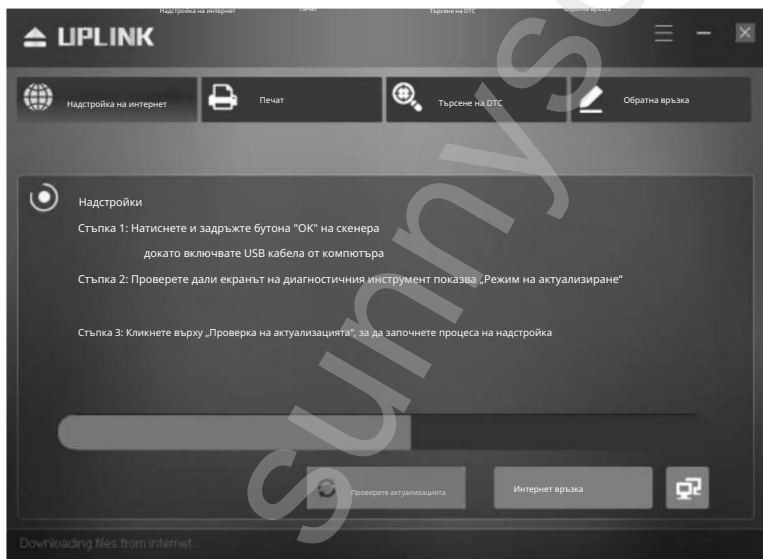 Надстройка на интернет Печат Търсене на DTC Обратна връзка
UPLINK
Надстройка на интернет Печат Търсене на DTC Обратна връзка
Надстройки
Стъпка 1: Натиснете и задръжте бутона "OK" на скенера
докато включвате USB кабела от компютъра
Стъпка 2: Проверете дали екранът на диагностичния инструмент показва „Режим на актуализиране“
Стъпка 3: Кликнете върху „Проверка на актуализацията“, за да започнете процеса на надстройка
Проверете актуализацията Интернет връзка
Downloading files from internet.